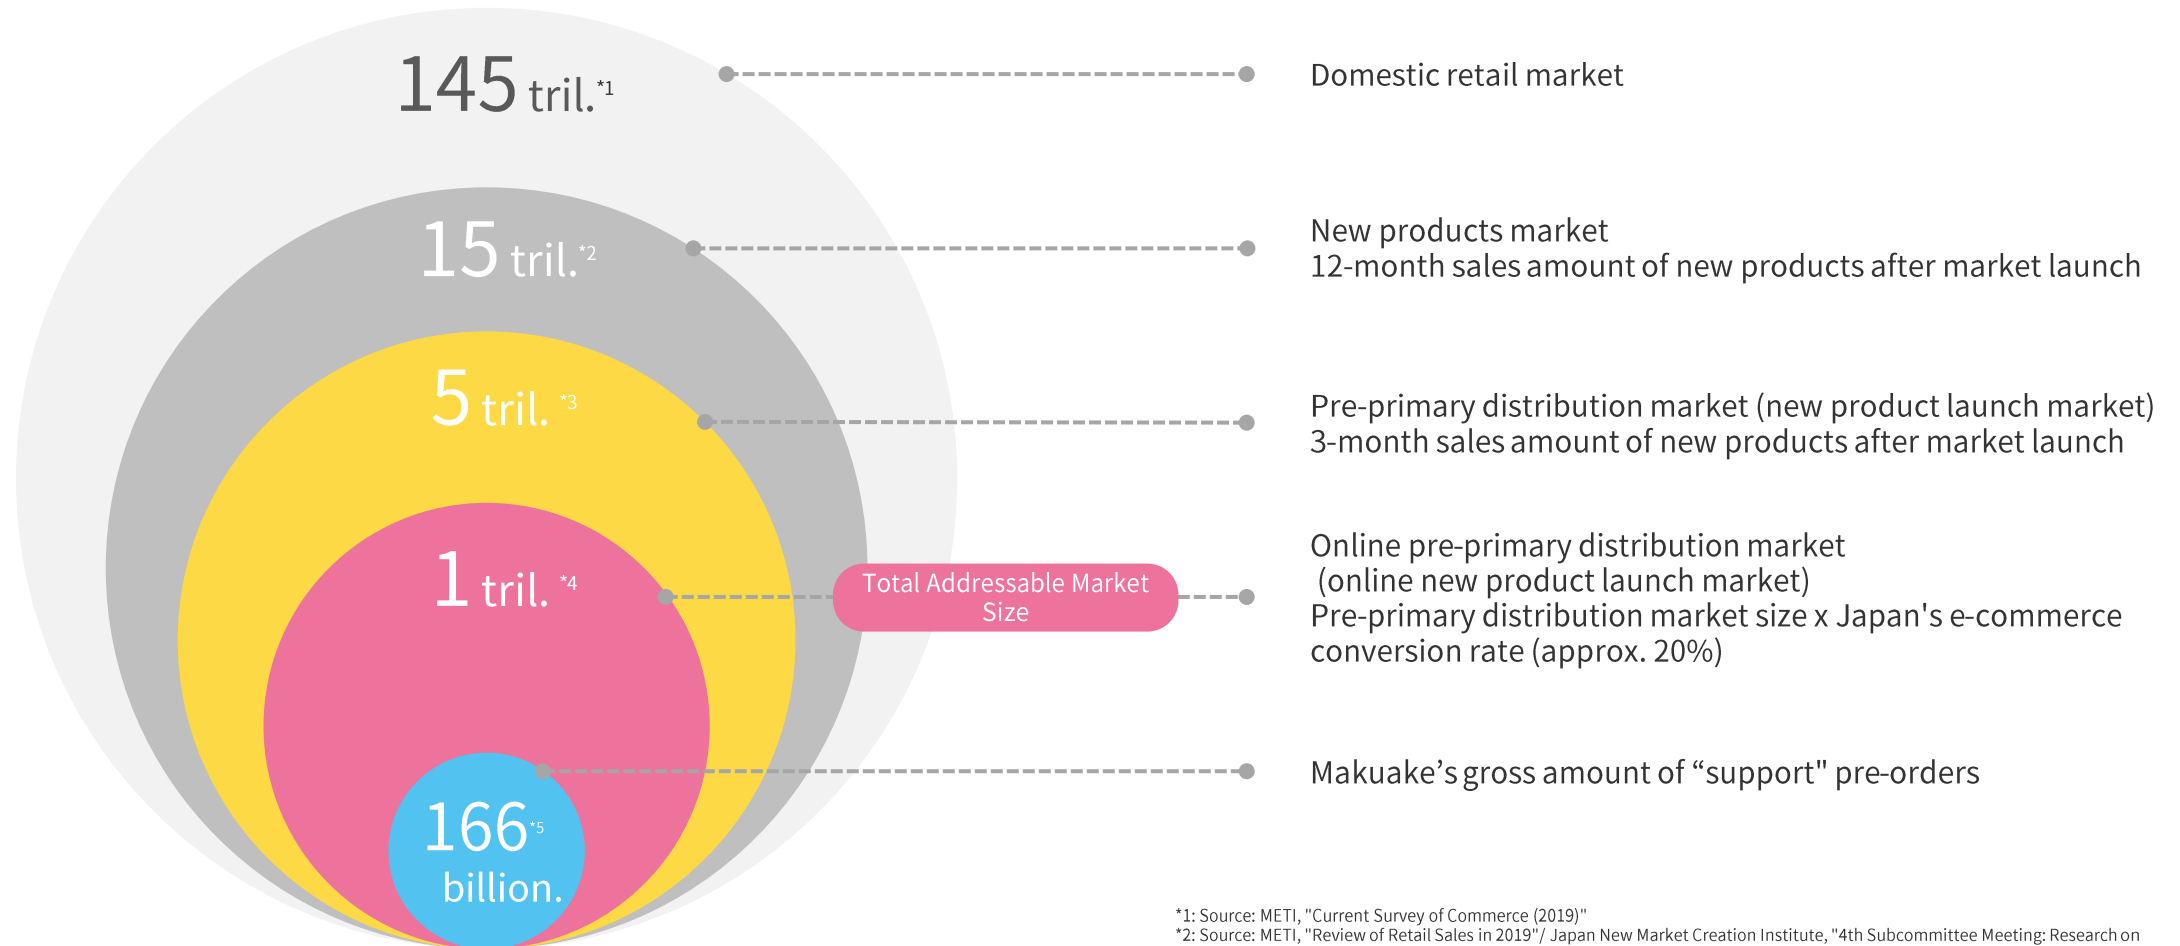 145 tril.*1
Domestic retail market
15 tril.*2
New products market
12-month sales amount of new products after market launch
5 tril. *3
Pre-primary distribution market (new product launch market)
3-month sales amount of new products after market launch
1 tril. *4
Total Addressable Market
Size
Online pre-primary distribution market
(online new product launch market)
Pre-primary distribution market size x Japan's e-commerce
conversion rate (approx. 20%)
166*5
billion.
Makuake’s gross amount of “support" pre-orders
*1: Source: METI, "Current Survey of Commerce (2019)"
*2: Source: METI, "Review of Retail Sales in 2019"/ Japan New Market Creation Institute, "4th Subcommittee Meeting: Research on